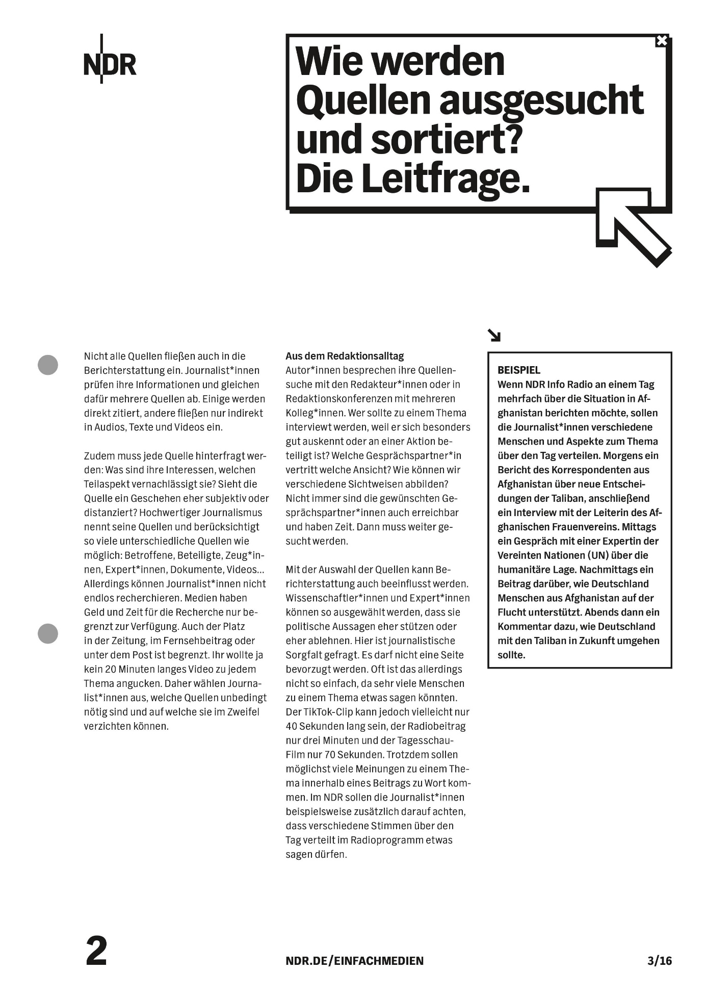 NDR
Wie werden
Quellen ausgesucht
und sortiert?
Die Leitfrage.
Nicht alle Quellen fließen auch in die
Berichterstattung ein. Journalist*innen
prüfen ihre Informationen und gleichen
dafür mehrere Quellen ab. Einige werden
direkt zitiert, andere fließen nur indirekt
in Audios, Texte und Videos ein.
Zudem muss jede Quelle hinterfragt wer-
den: Was sind ihre Interessen, welchen
Teilaspekt vernachlässigt sie? Sieht die
Quelle ein Geschehen eher subjektiv oder
distanziert? Hochwertiger Journalismus
nennt seine Quellen und berücksichtigt
so viele unterschiedliche Quellen wie
möglich: Betroffene, Beteiligte, Zeug*in-
nen, Expert*innen, Dokumente, Videos...
Allerdings können Journalist*innen nicht
endlos recherchieren. Medien haben
Geld und Zeit für die Recherche nur be-
grenzt zur Verfügung. Auch der Platz
in der Zeitung, im Fernsehbeitrag oder
unter dem Post ist begrenzt. Ihr wollte ja
kein 20 Minuten langes Video zu jedem
Thema angucken. Daher wählen Journa-
list*innen aus, welche Quellen unbedingt
nötig sind und auf welche sie im Zweifel
verzichten können.
Aus dem Redaktionsalltag
Autor*innen besprechen ihre Quellen-
suche mit den Redakteur*innen oder in
Redaktionskonferenzen mit mehreren
Kolleg*innen. Wer sollte zu einem Thema
interviewt werden, weil er sich besonders
gut auskennt oder an einer Aktion be-
teiligt ist? Welche Gesprächspartner*in
vertritt welche Ansicht? Wie können wir
verschiedene Sichtweisen abbilden?
Nicht immer sind die gewünschten Ge-
sprächspartner*innen auch erreichbar
und haben Zeit. Dann muss weiter ge-
sucht werden.
Mit der Auswahl der Quellen kann Be-
richterstattung auch beeinflusst werden.
Wissenschaftler*innen und Expert*innen
können so ausgewählt werden, dass sie
politische Aussagen eher stützen oder
eher ablehnen. Hier ist journalistische
Sorgfalt gefragt. Es darf nicht eine Seite
bevorzugt werden. Oft ist das allerdings
nicht so einfach, da sehr viele Menschen
zu einem Thema etwas sagen könnten.
Der TikTok-Clip kann jedoch vielleicht nur
40 Sekunden lang sein, der Radiobeitrag
nur drei Minuten und der Tagesschau-
Film nur 70 Sekunden. Trotzdem sollen
möglichst viele Meinungen zu einem The-
ma innerhalb eines Beitrags zu Wort kom-
men. Im NDR sollen die Journalist*innen
beispielsweise zusätzlich darauf achten,
dass verschiedene Stimmen über den
Tag verteilt im Radioprogramm etwas
sagen dürfen.
BEISPIEL
Wenn NDR Info Radio an einem Tag
mehrfach über die Situation in Af-
ghanistan berichten möchte, sollen
die Journalist*innen verschiedene
Menschen und Aspekte zum Thema
über den Tag verteilen. Morgens ein
Bericht des Korrespondenten aus
Afghanistan über neue Entschei-
dungen der Taliban, anschließend
ein Interview mit der Leiterin des Af-
ghanischen Frauenvereins. Mittags
ein Gespräch mit einer Expertin der
Vereinten Nationen (UN) über die
humanitäre Lage. Nachmittags ein
Beitrag darüber, wie Deutschland
Menschen aus Afghanistan auf der
Flucht unterstützt. Abends dann ein
Kommentar dazu, wie Deutschland
mit den Taliban in Zukunft umgehen
sollte.
2
NDR.DE/EINFACHMEDIEN
3/16